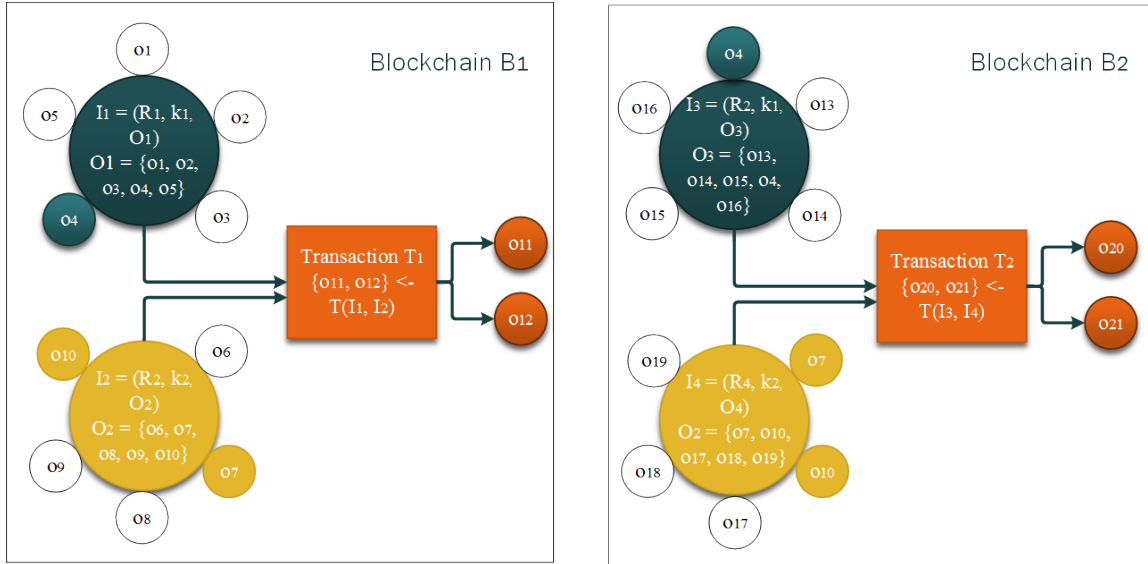 Blockchain B1
o1
o5
o2
I1 = (R1, k1,
O1)
O1 = {o1, o2,
o3, o4, o5}
o4
o3
Transaction T1
{o11, o12} <-
T(I1, I2)
o11
o12
o10
o6
I2 = (R2, k2,
O2)
O2 = {o6, o7,
o8, o9, o10}
o9
o7
o8
Blockchain B2
o4
o16
o13
I3 = (R2, k1,
O3)
O3 = {o13,
o14, o15, o4,
o16}
o15
o14
Transaction T2
{o20, o21} <-
T(I3, I4)
o20
o21
o19
o7
I4 = (R4, k2,
O4)
O2 = {o7, o10,
o17, o18, o19}
o18
o10
o17